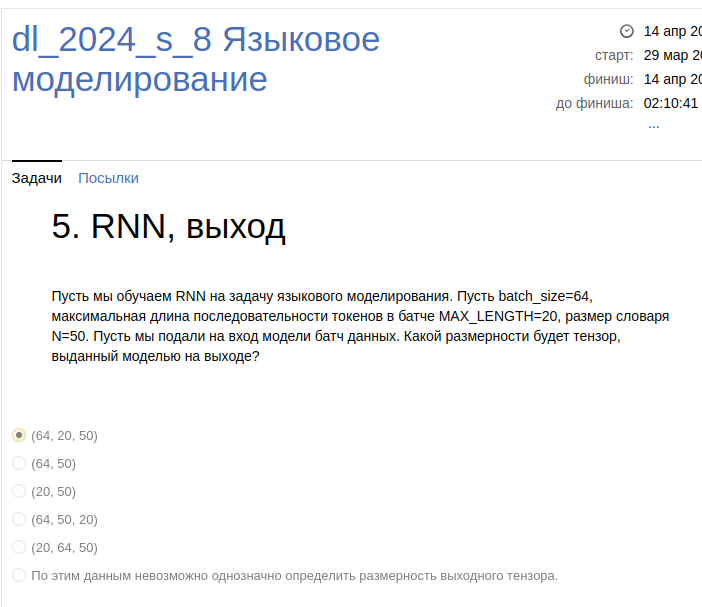 dl_2024_s_8 Языковое
моделирование
14 апр 20
старт: 29 мар 20
финиш: 14 апр 20
до финиша: 02:10:41
...
Задачи Посылки
5. RNN, выход
Пусть мы обучаем RNN на задачу языкового моделирования. Пусть batch_size=64,
максимальная длина последовательности токенов в батче MAX_LENGTH=20, размер словаря
N=50. Пусть мы подали на вход модели батч данных. Какой размерности будет тензор,
выданный моделью на выходе?
(64, 20, 50)
(64, 50)
(20, 50)
(64, 50, 20)
(20, 64, 50)
По этим данным невозможно однозначно определить размерность выходного тензора.